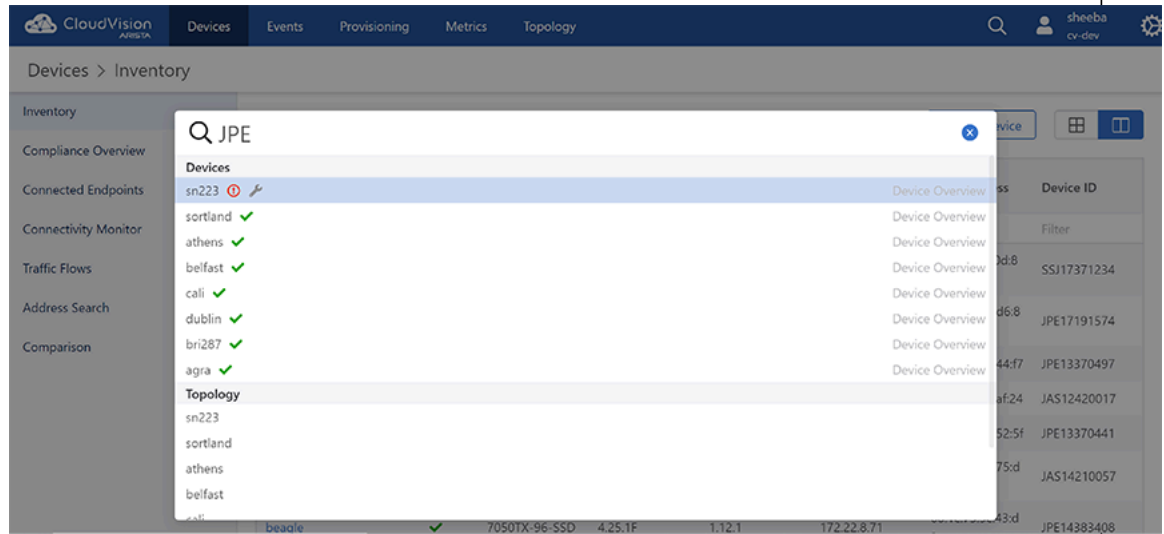 CloudVision
ARISTA
Devices Events Provisioning Metrics Topology
sheeba
cv-dev
Devices > Inventory
Inventory
Compliance Overview
Connected Endpoints
Connectivity Monitor
Traffic Flows
Address Search
Comparison
JPE
Devices
sn223 Device Overview
sortland Device Overview
athens Device Overview
belfast Device Overview
cali Device Overview
dublin Device Overview
bri287 Device Overview
agra Device Overview
Topology
sn223
sortland
athens
belfast
Device ID
Filter
d:8 SSJ17371234
d6:8 JPE17191574
44:f7 JPE13370497
af:24 JAS12420017
52:5f JPE13370441
75:d JAS14210057
beagle 7050TX-96-SSD 4.25.1F 1.12.1 172.22.8.71 43:d JPE14383408